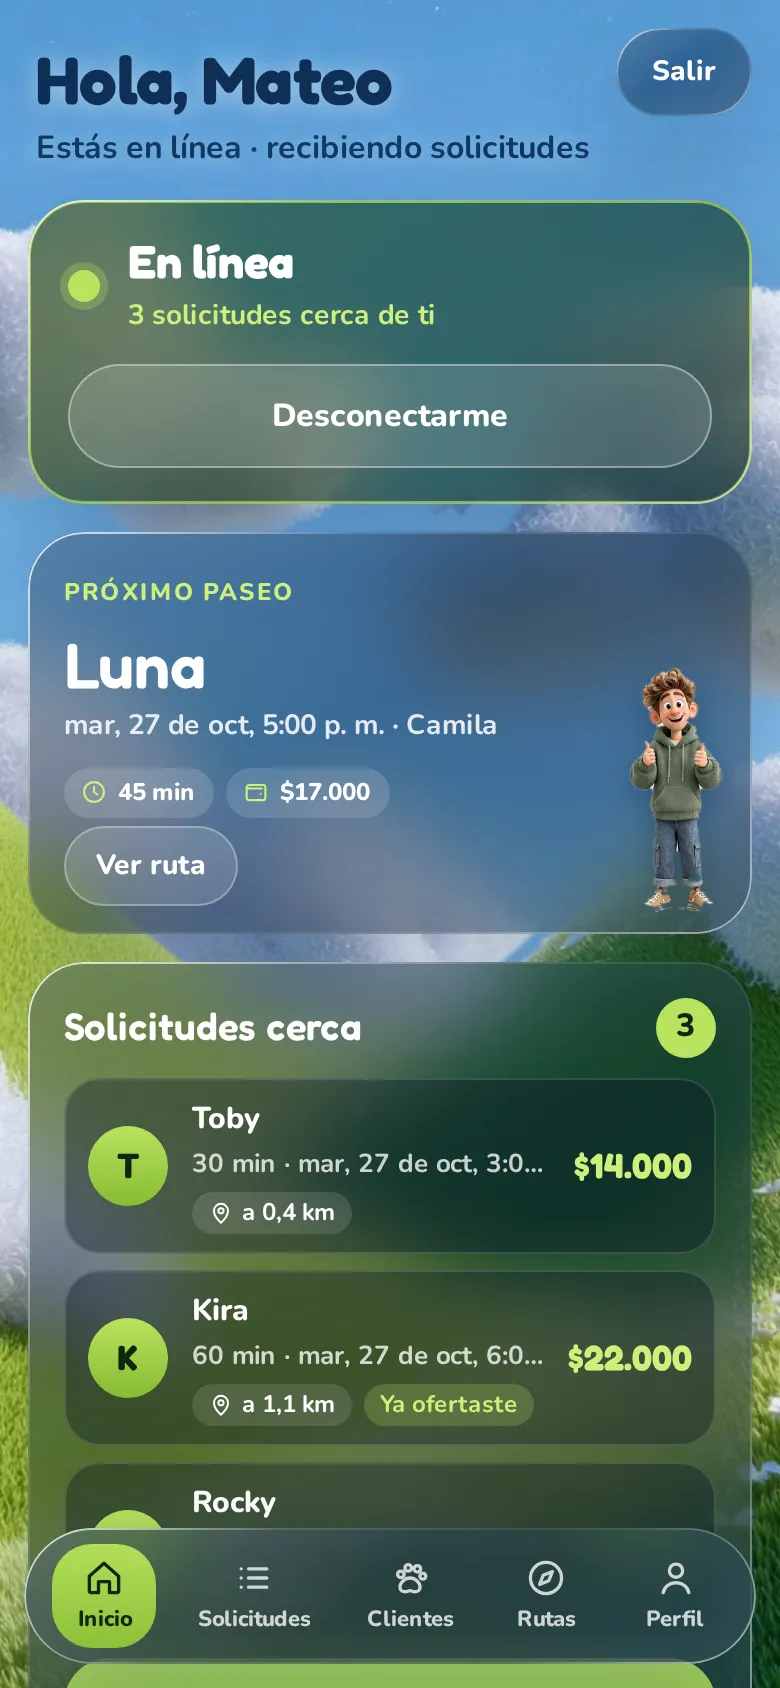 Hola, Mateo
Salir
Estás en línea · recibiendo solicitudes
En línea
3 solicitudes cerca de ti
Desconectarme
PRÓXIMO PASEO
Luna
mar, 27 de oct, 5:00 p. m. · Camila
45 min
$17.000
Ver ruta
Solicitudes cerca
3
T
Toby
30 min · mar, 27 de oct, 3:0...
$14.000
a 0,4 km
K
Kira
60 min · mar, 27 de oct, 6:0...
$22.000
a 1,1 km
Ya ofertaste
Rocky
Inicio
Solicitudes
Clientes
Rutas
Perfil